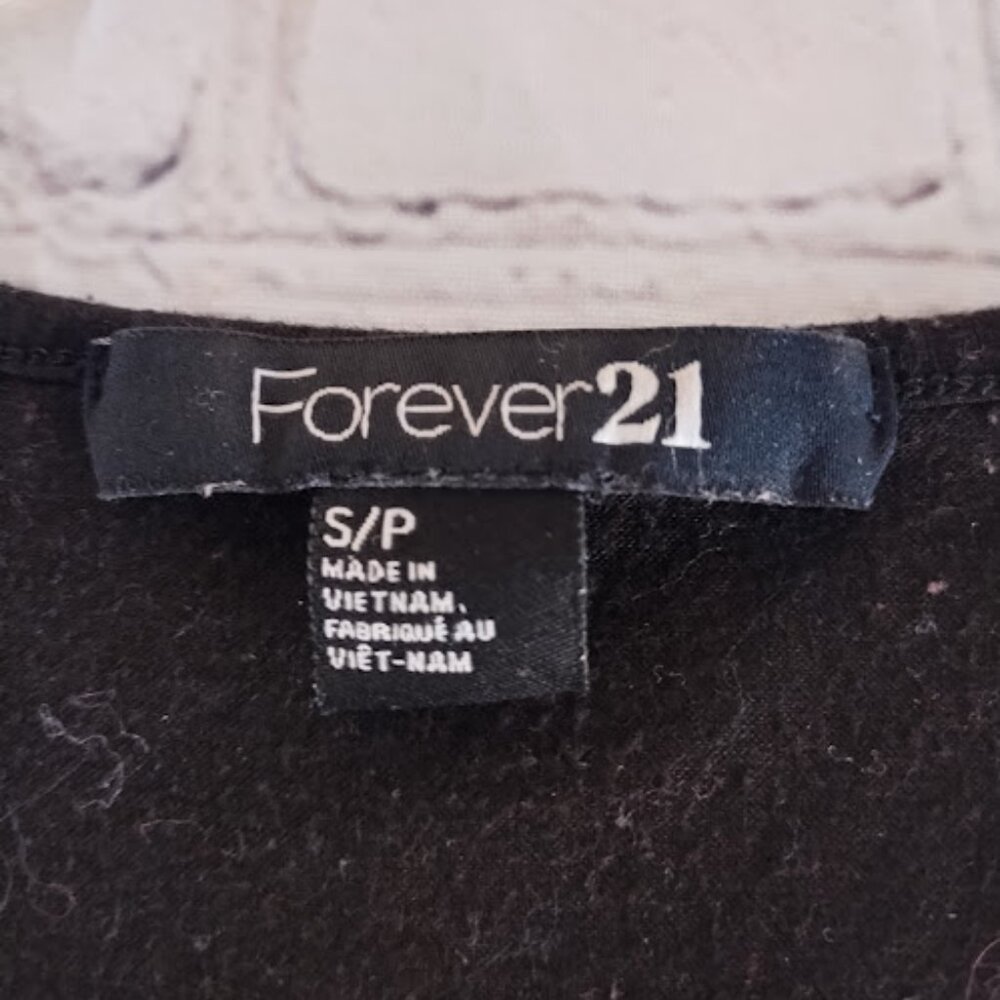 Forever21
S/P
MADE IN
VIETNAM.
FABRIQUÉ AU
VIÊT-NAM